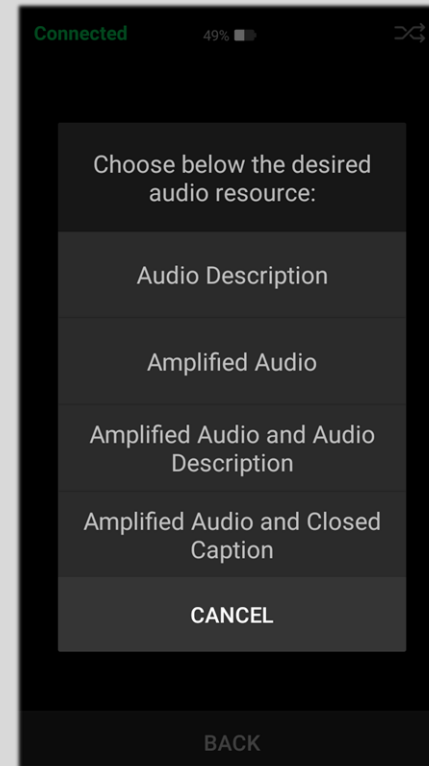 Connected 49%
Choose below the desired
audio resource:
Audio Description
Amplified Audio
Amplified Audio and Audio
Description
Amplified Audio and Closed
Caption
CANCEL
BACK